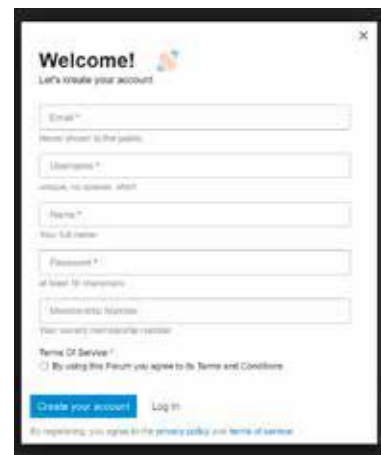 Welcome!
Let's create your account
Email *
Never shown to the public
Username *
unique, no spaces, short
Name *
Your full name
Password *
at least 10 characters
Membership Number
Your owners membership number
Terms Of Service *
By using this Forum you agree to its Terms and Conditions
Create your account
Log In
By registering, you agree to the privacy policy and terms of service